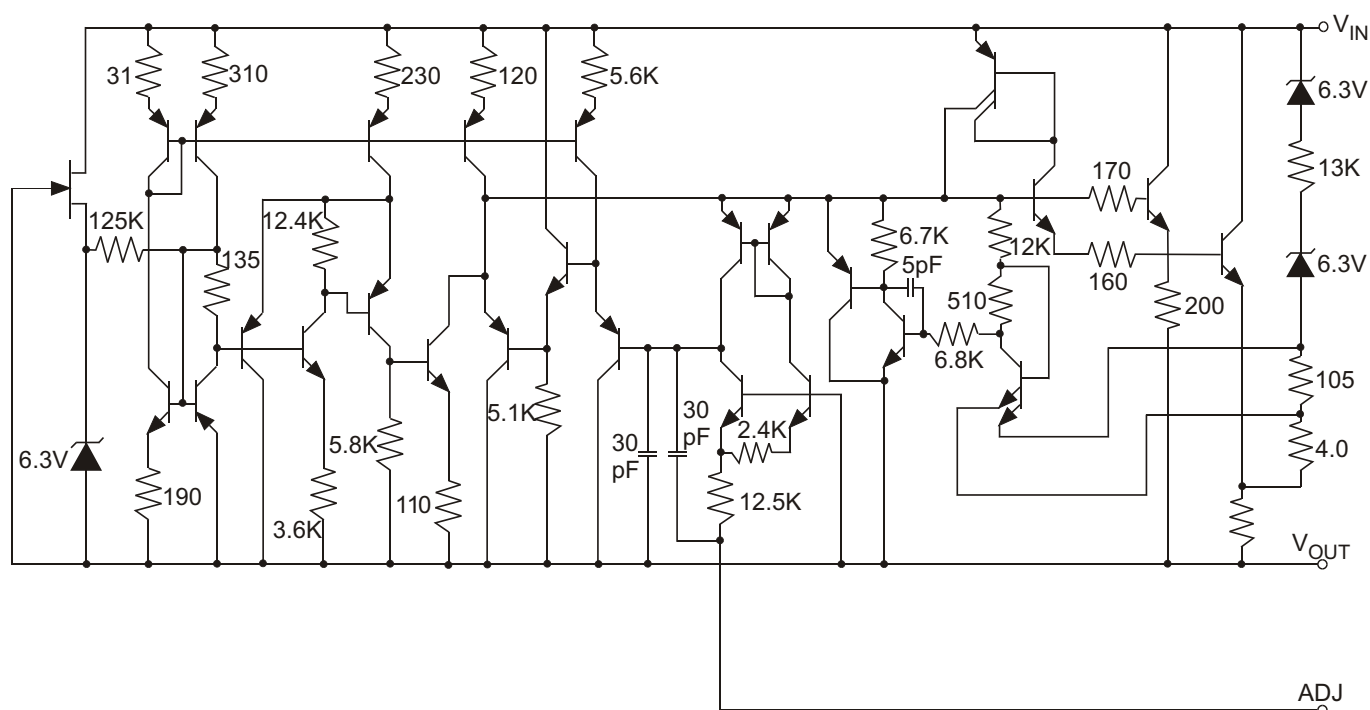 V_IN
31
310
230
120
5.6K
6.3V
170
13K
125K
12.4K
6.7K
12K
6.3V
135
5pF
160
510
200
6.8K
105
5.1K
30
pF
2.4K
4.0
30
pF
5.8K
6.3V
190
110
12.5K
3.6K
V_OUT
ADJ